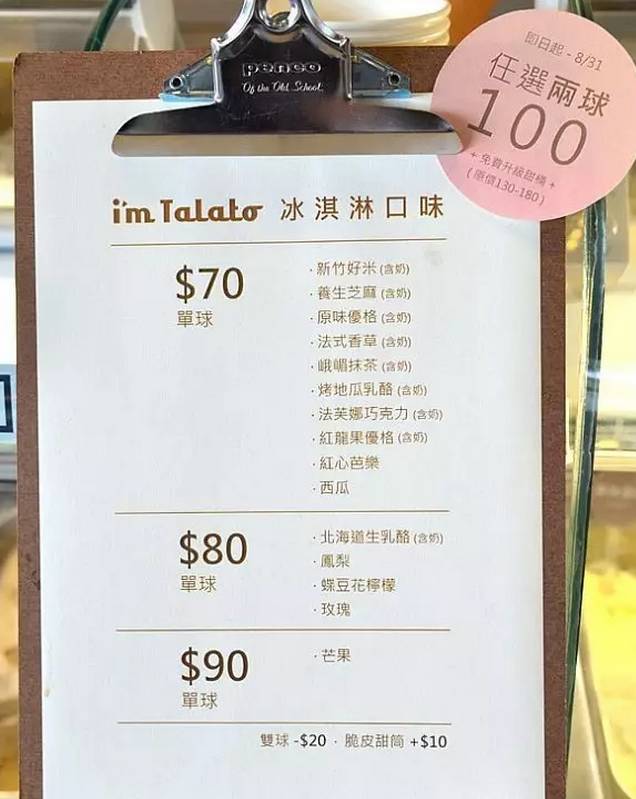 penco
Of the Old School.
即日起 - 8/31
任選兩球
100
+ 免費升級甜桶 +
( 原價130-180 )
i'm Talato 冰淇淋口味
$70
單球
· 新竹好米 (含奶)
· 養生芝麻 (含奶)
· 原味優格 (含奶)
· 法式香草 (含奶)
· 峨嵋抹茶 (含奶)
· 烤地瓜乳酪 (含奶)
· 法芙娜巧克力 (含奶)
· 紅龍果優格 (含奶)
· 紅心芭樂
· 西瓜
$80
單球
· 北海道生乳酪 (含奶)
· 鳳梨
· 蝶豆花檸檬
· 玫瑰
$90
單球
· 芒果
雙球 -$20 · 脆皮甜筒 +$10